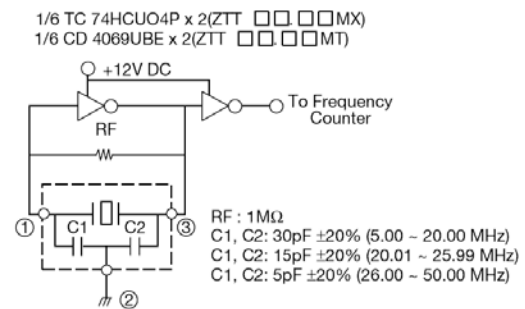 1/6 TC 74HCUO4P x 2(ZTT □□.□□MX)
1/6 CD 4069UBE x 2(ZTT □□.□□MT)
+12V DC
To Frequency
Counter
RF
① C1 C2 ③
②
RF : 1MΩ
C1, C2: 30pF ±20% (5.00 ~ 20.00 MHz)
C1, C2: 15pF ±20% (20.01 ~ 25.99 MHz)
C1, C2: 5pF ±20% (26.00 ~ 50.00 MHz)